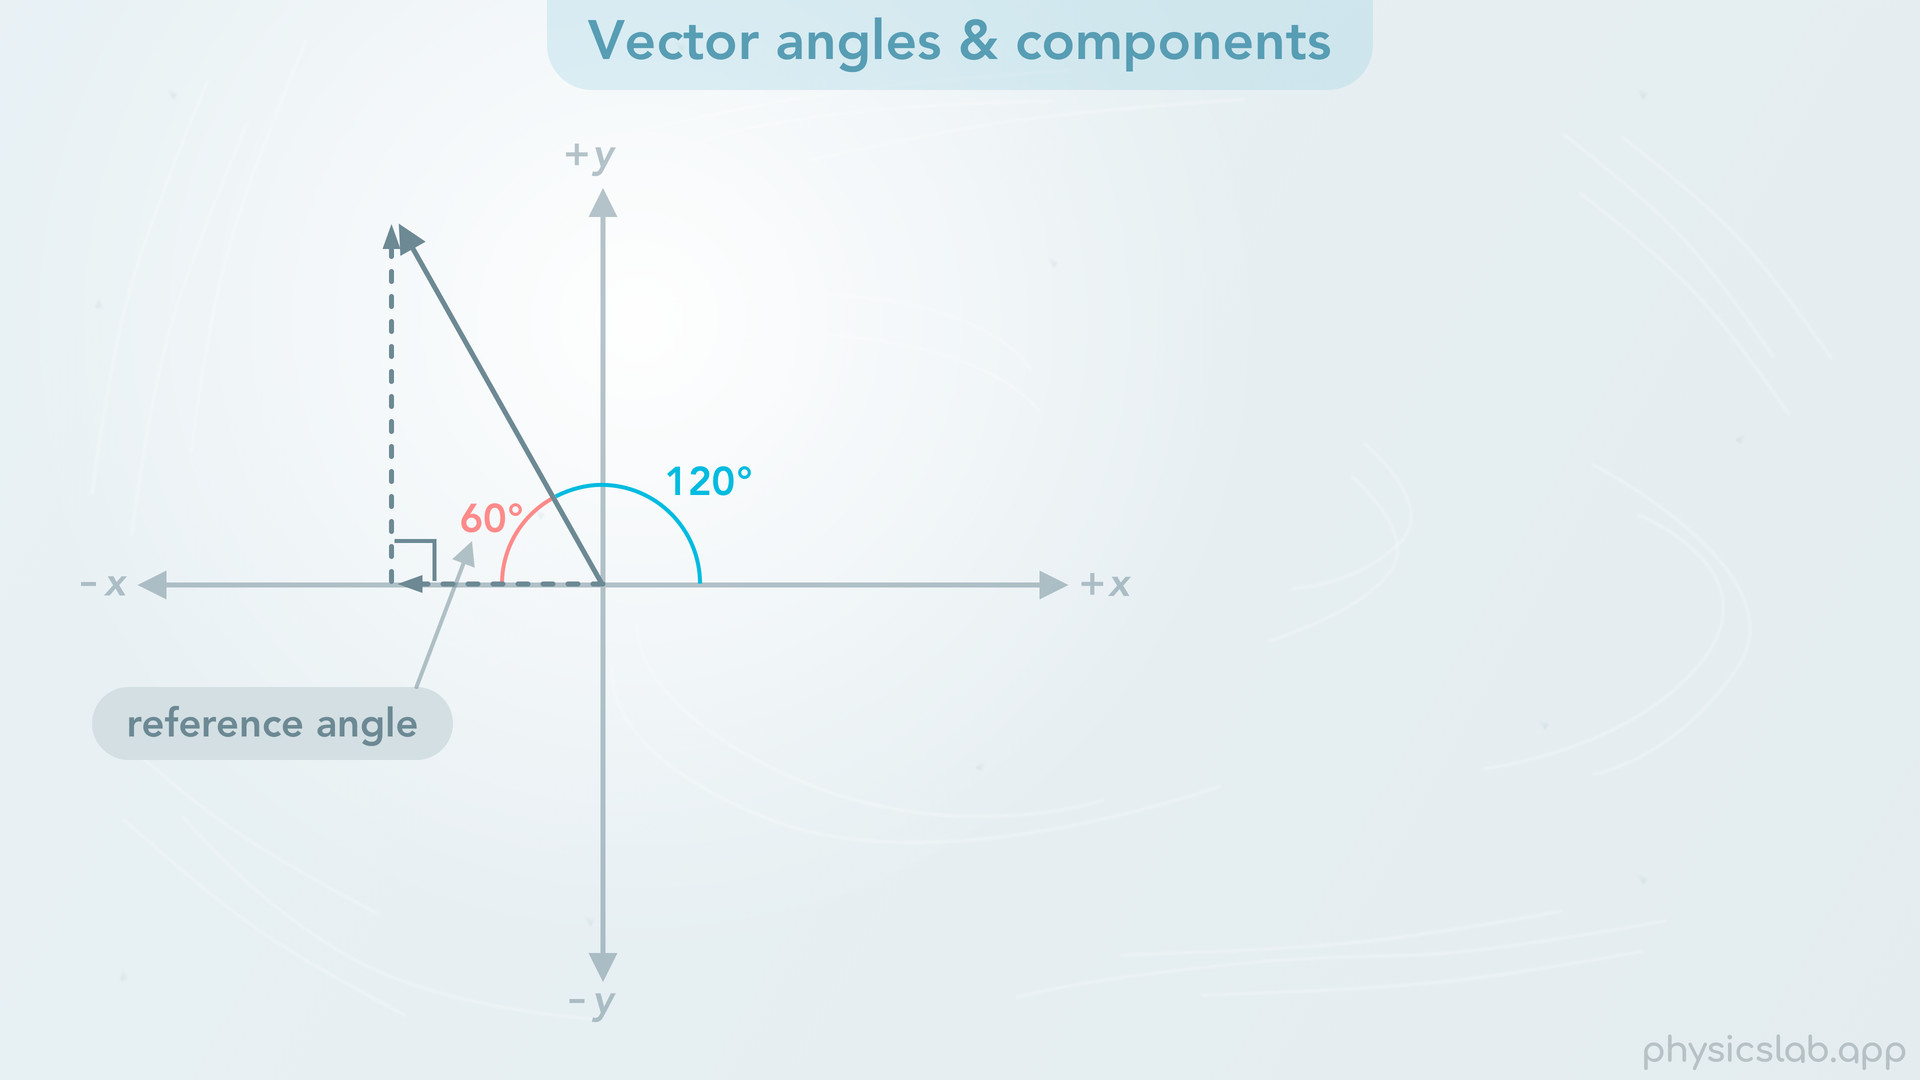 Vector angles & components
+y
120°
60°
-x
+x
reference angle
-y
physicslab.app